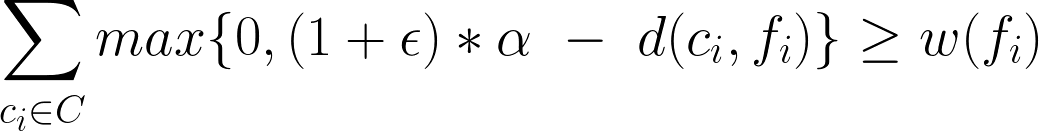 ∑_{c_i∈C} max{0, (1 + ϵ) ∗ α − d(c_i, f_i)} ≥ w(f_i)